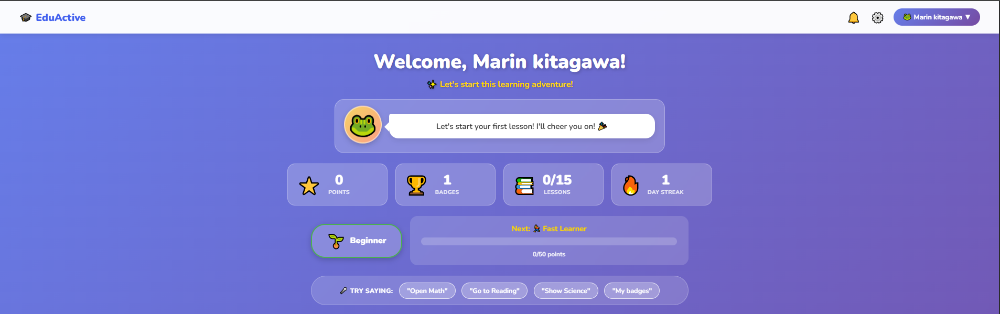 EduActive
Marin kitagawa ▼
Welcome, Marin kitagawa!
Let's start this learning adventure!
Let's start your first lesson! I'll cheer you on!
0
POINTS
1
BADGES
0/15
LESSONS
1
DAY STREAK
Beginner
Next: Fast Learner
0/50 points
TRY SAYING: "Open Math" "Go to Reading" "Show Science" "My badges"